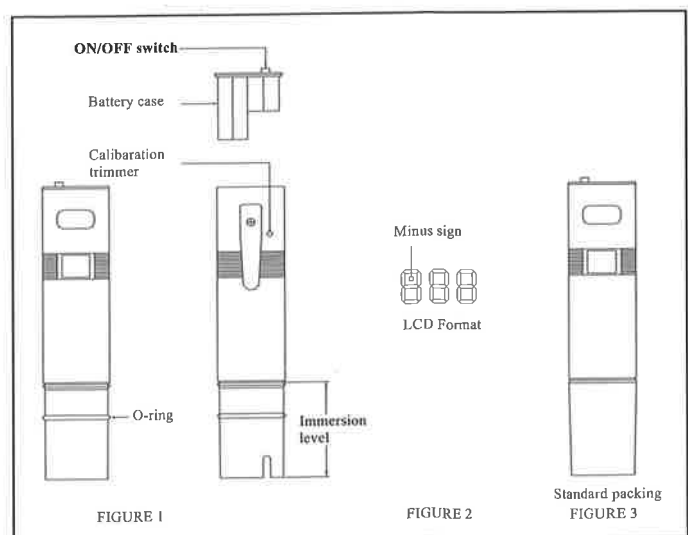 ON/OFF switch
Battery case
Calibaration
trimmer
Minus sign
LCD Format
O-ring
Immersion
level
Standard packing
FIGURE 1
FIGURE 2
FIGURE 3